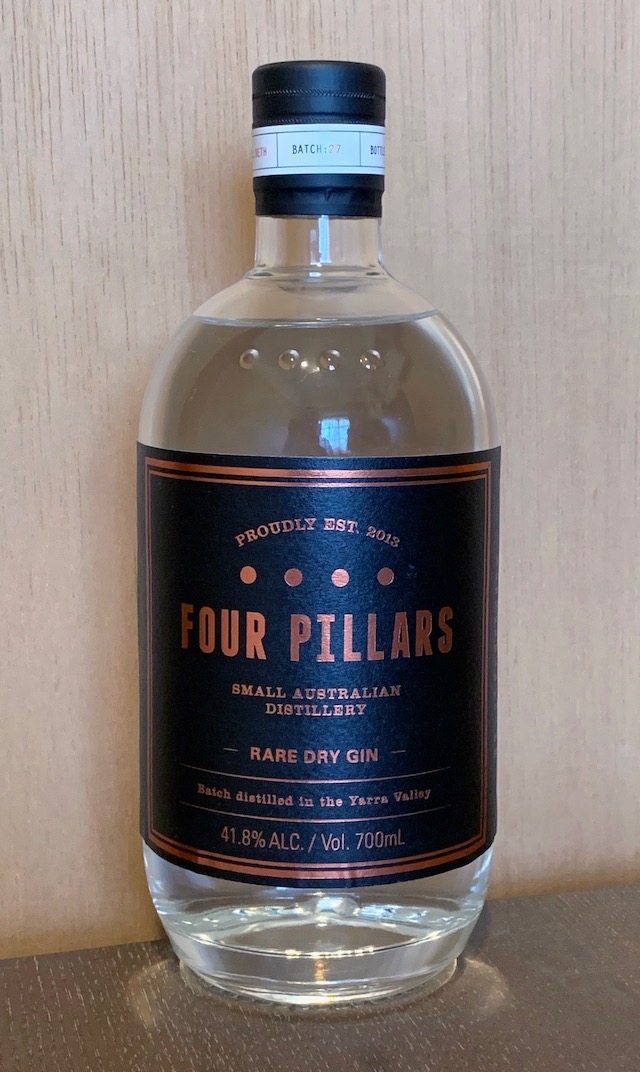 BATCH:27
PROUDLY EST. 2013
FOUR PILLARS
SMALL AUSTRALIAN
DISTILLERY
RARE DRY GIN
Batch distilled in the Yarra Valley
41.8% ALC. / Vol. 700mL